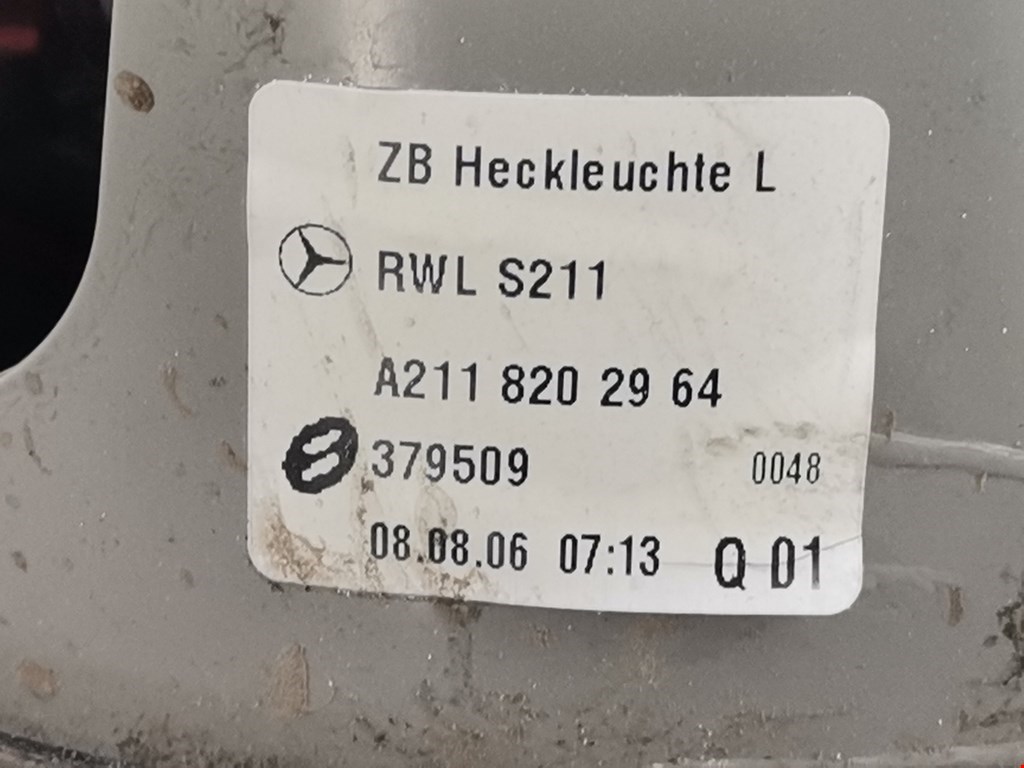 ZB Heckleuchte L
RWL S211
A211 820 29 64
379509 0048
08.08.06 07:13 Q 01